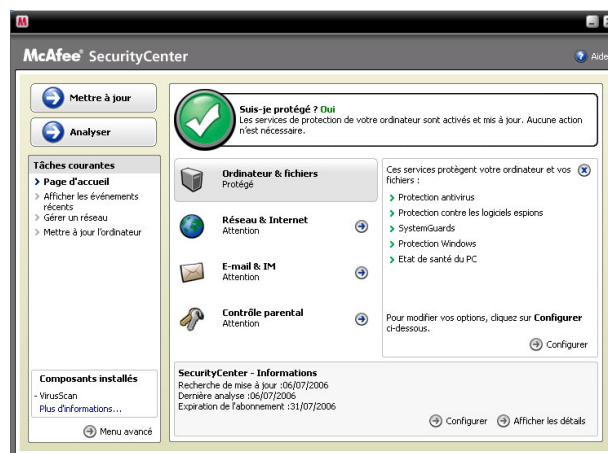 McAfee® SecurityCenter
Aide
Mettre à jour
Analyser
Tâches courantes
Page d'accueil
Afficher les événements
récents
Gérer un réseau
Mettre à jour l'ordinateur
Composants installés
- VirusScan
Plus d'informations...
Menu avancé
Suis-je protégé ? Oui
Les services de protection de votre ordinateur sont activés et mis à jour. Aucune action
n'est nécessaire.
Ordinateur & fichiers
Protégé
Réseau & Internet
Attention
E-mail & IM
Attention
Contrôle parental
Attention
Ces services protègent votre ordinateur et vos
fichiers :
Protection antivirus
Protection contre les logiciels espions
SystemGuards
Protection Windows
Etat de santé du PC
Pour modifier vos options, cliquez sur Configurer
ci-dessous.
Configurer
SecurityCenter - Informations
Recherche de mise à jour :06/07/2006
Dernière analyse :06/07/2006
Expiration de l'abonnement :31/07/2006
Configurer
Afficher les détails